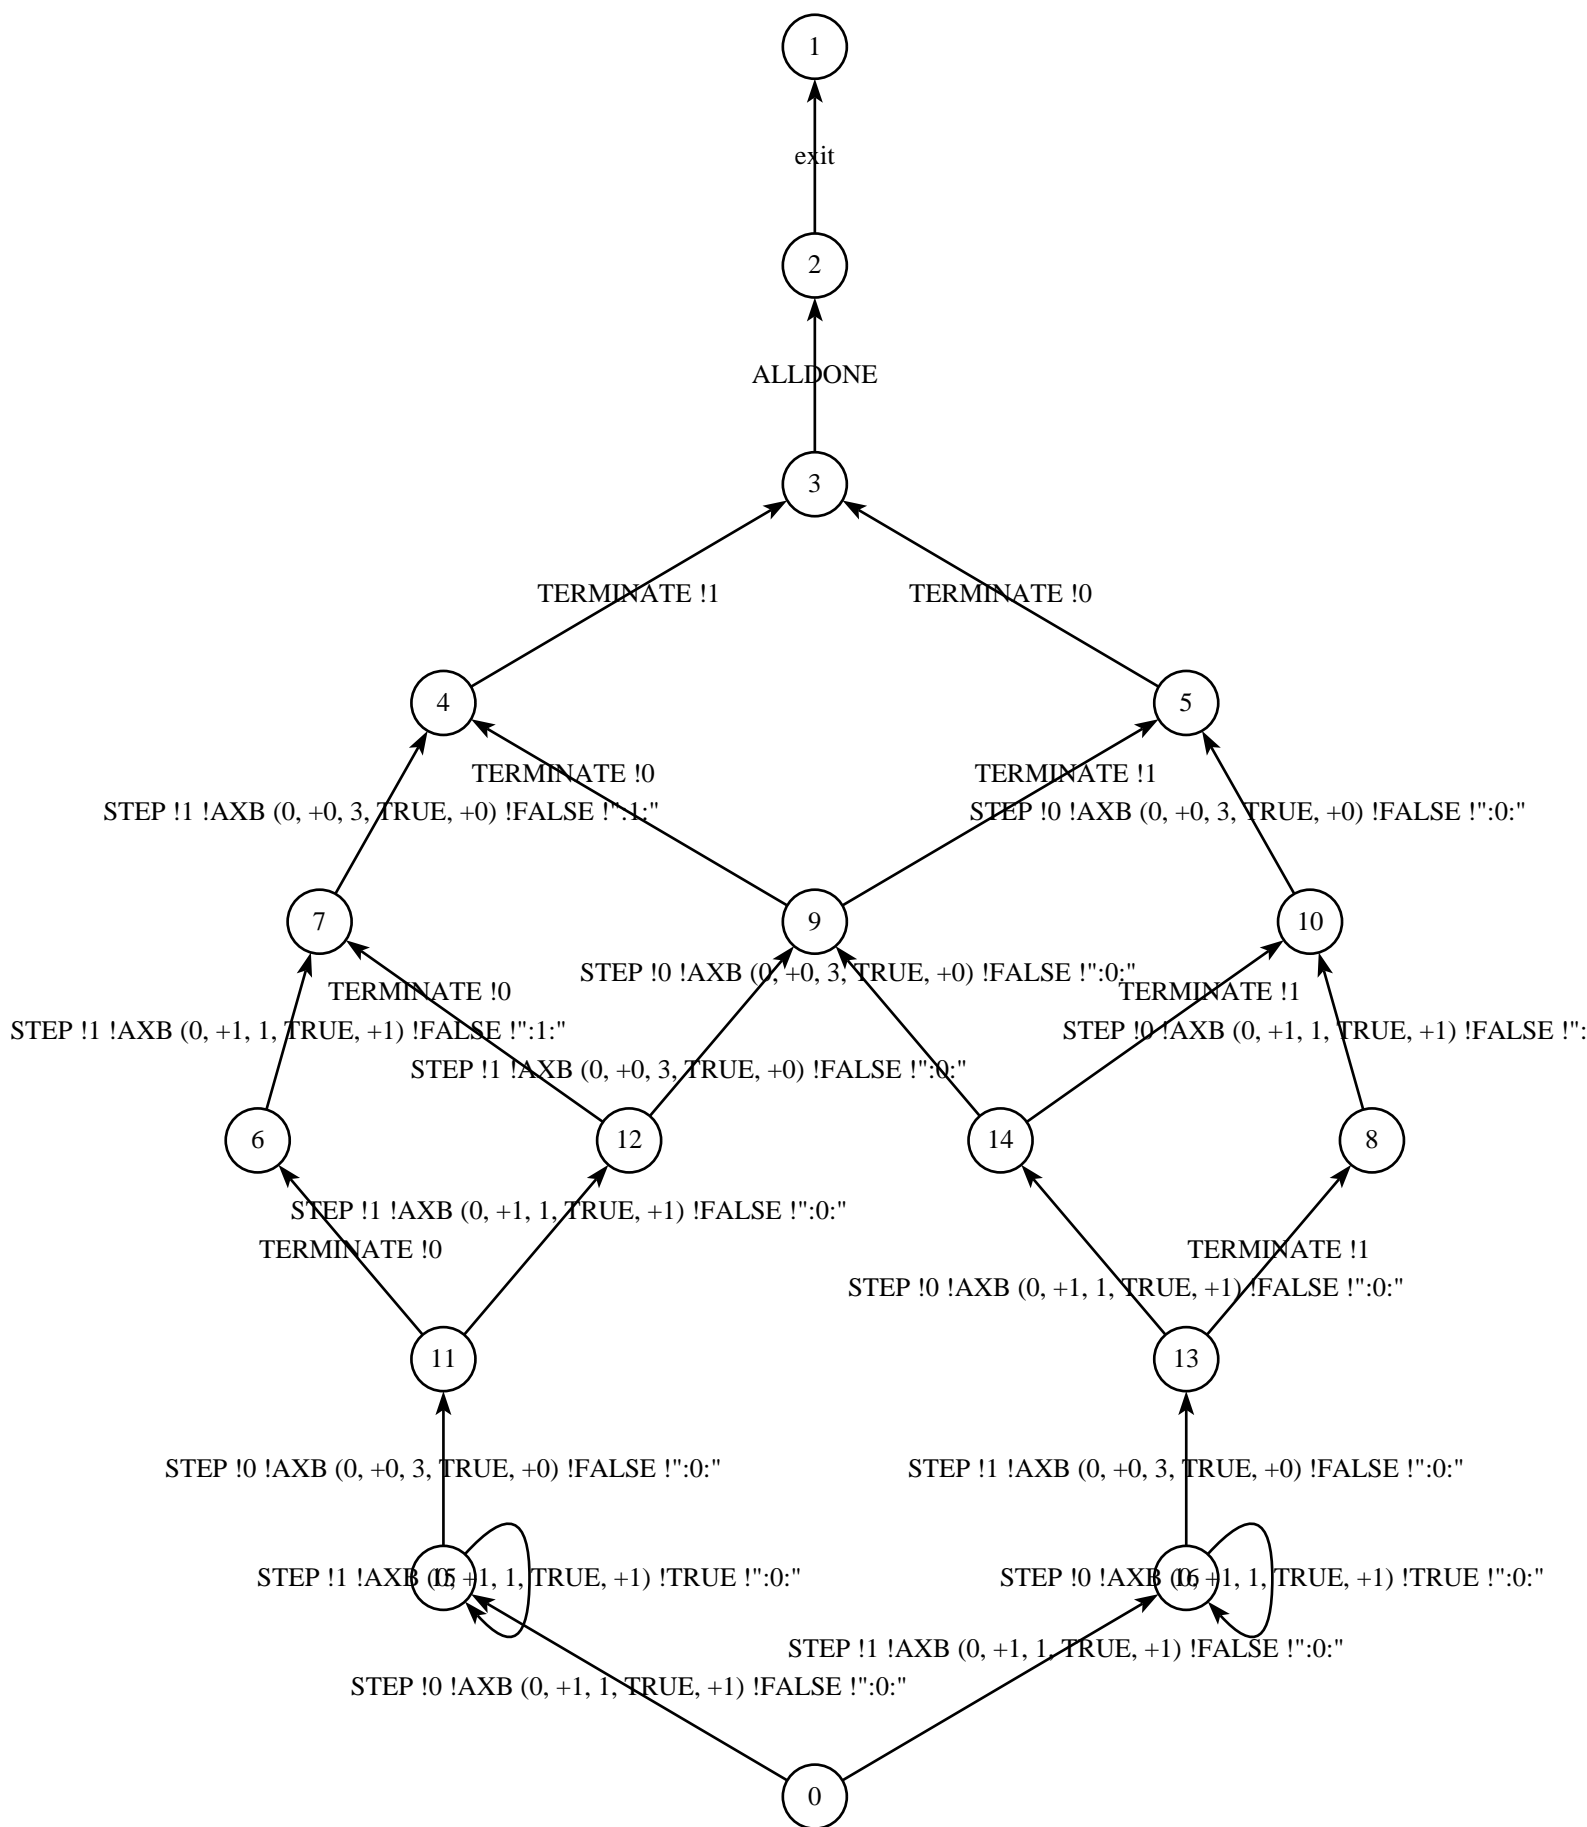 1
exit
2
ALLDONE
3
TERMINATE !1
TERMINATE !0
4
5
TERMINATE !0
TERMINATE !1
STEP !1 !AXB (0, +0, 3, TRUE, +0) !FALSE !":1:"
STEP !0 !AXB (0, +0, 3, TRUE, +0) !FALSE !":0:"
7
9
10
STEP !0 !AXB (0, +0, 3, TRUE, +0) !FALSE !":0:"
TERMINATE !0
TERMINATE !1
STEP !1 !AXB (0, +1, 1, TRUE, +1) !FALSE !":1:"
STEP !0 !AXB (0, +1, 1, TRUE, +1) !FALSE !":
STEP !1 !AXB (0, +0, 3, TRUE, +0) !FALSE !":0:"
6
12
14
8
STEP !1 !AXB (0, +1, 1, TRUE, +1) !FALSE !":0:"
TERMINATE !0
TERMINATE !1
STEP !0 !AXB (0, +1, 1, TRUE, +1) !FALSE !":0:"
11
13
STEP !0 !AXB (0, +0, 3, TRUE, +0) !FALSE !":0:"
STEP !1 !AXB (0, +0, 3, TRUE, +0) !FALSE !":0:"
15
STEP !1 !AXB (0, +1, 1, TRUE, +1) !TRUE !":0:"
16
STEP !0 !AXB (0, +1, 1, TRUE, +1) !TRUE !":0:"
STEP !1 !AXB (0, +1, 1, TRUE, +1) !FALSE !":0:"
STEP !0 !AXB (0, +1, 1, TRUE, +1) !FALSE !":0:"
0